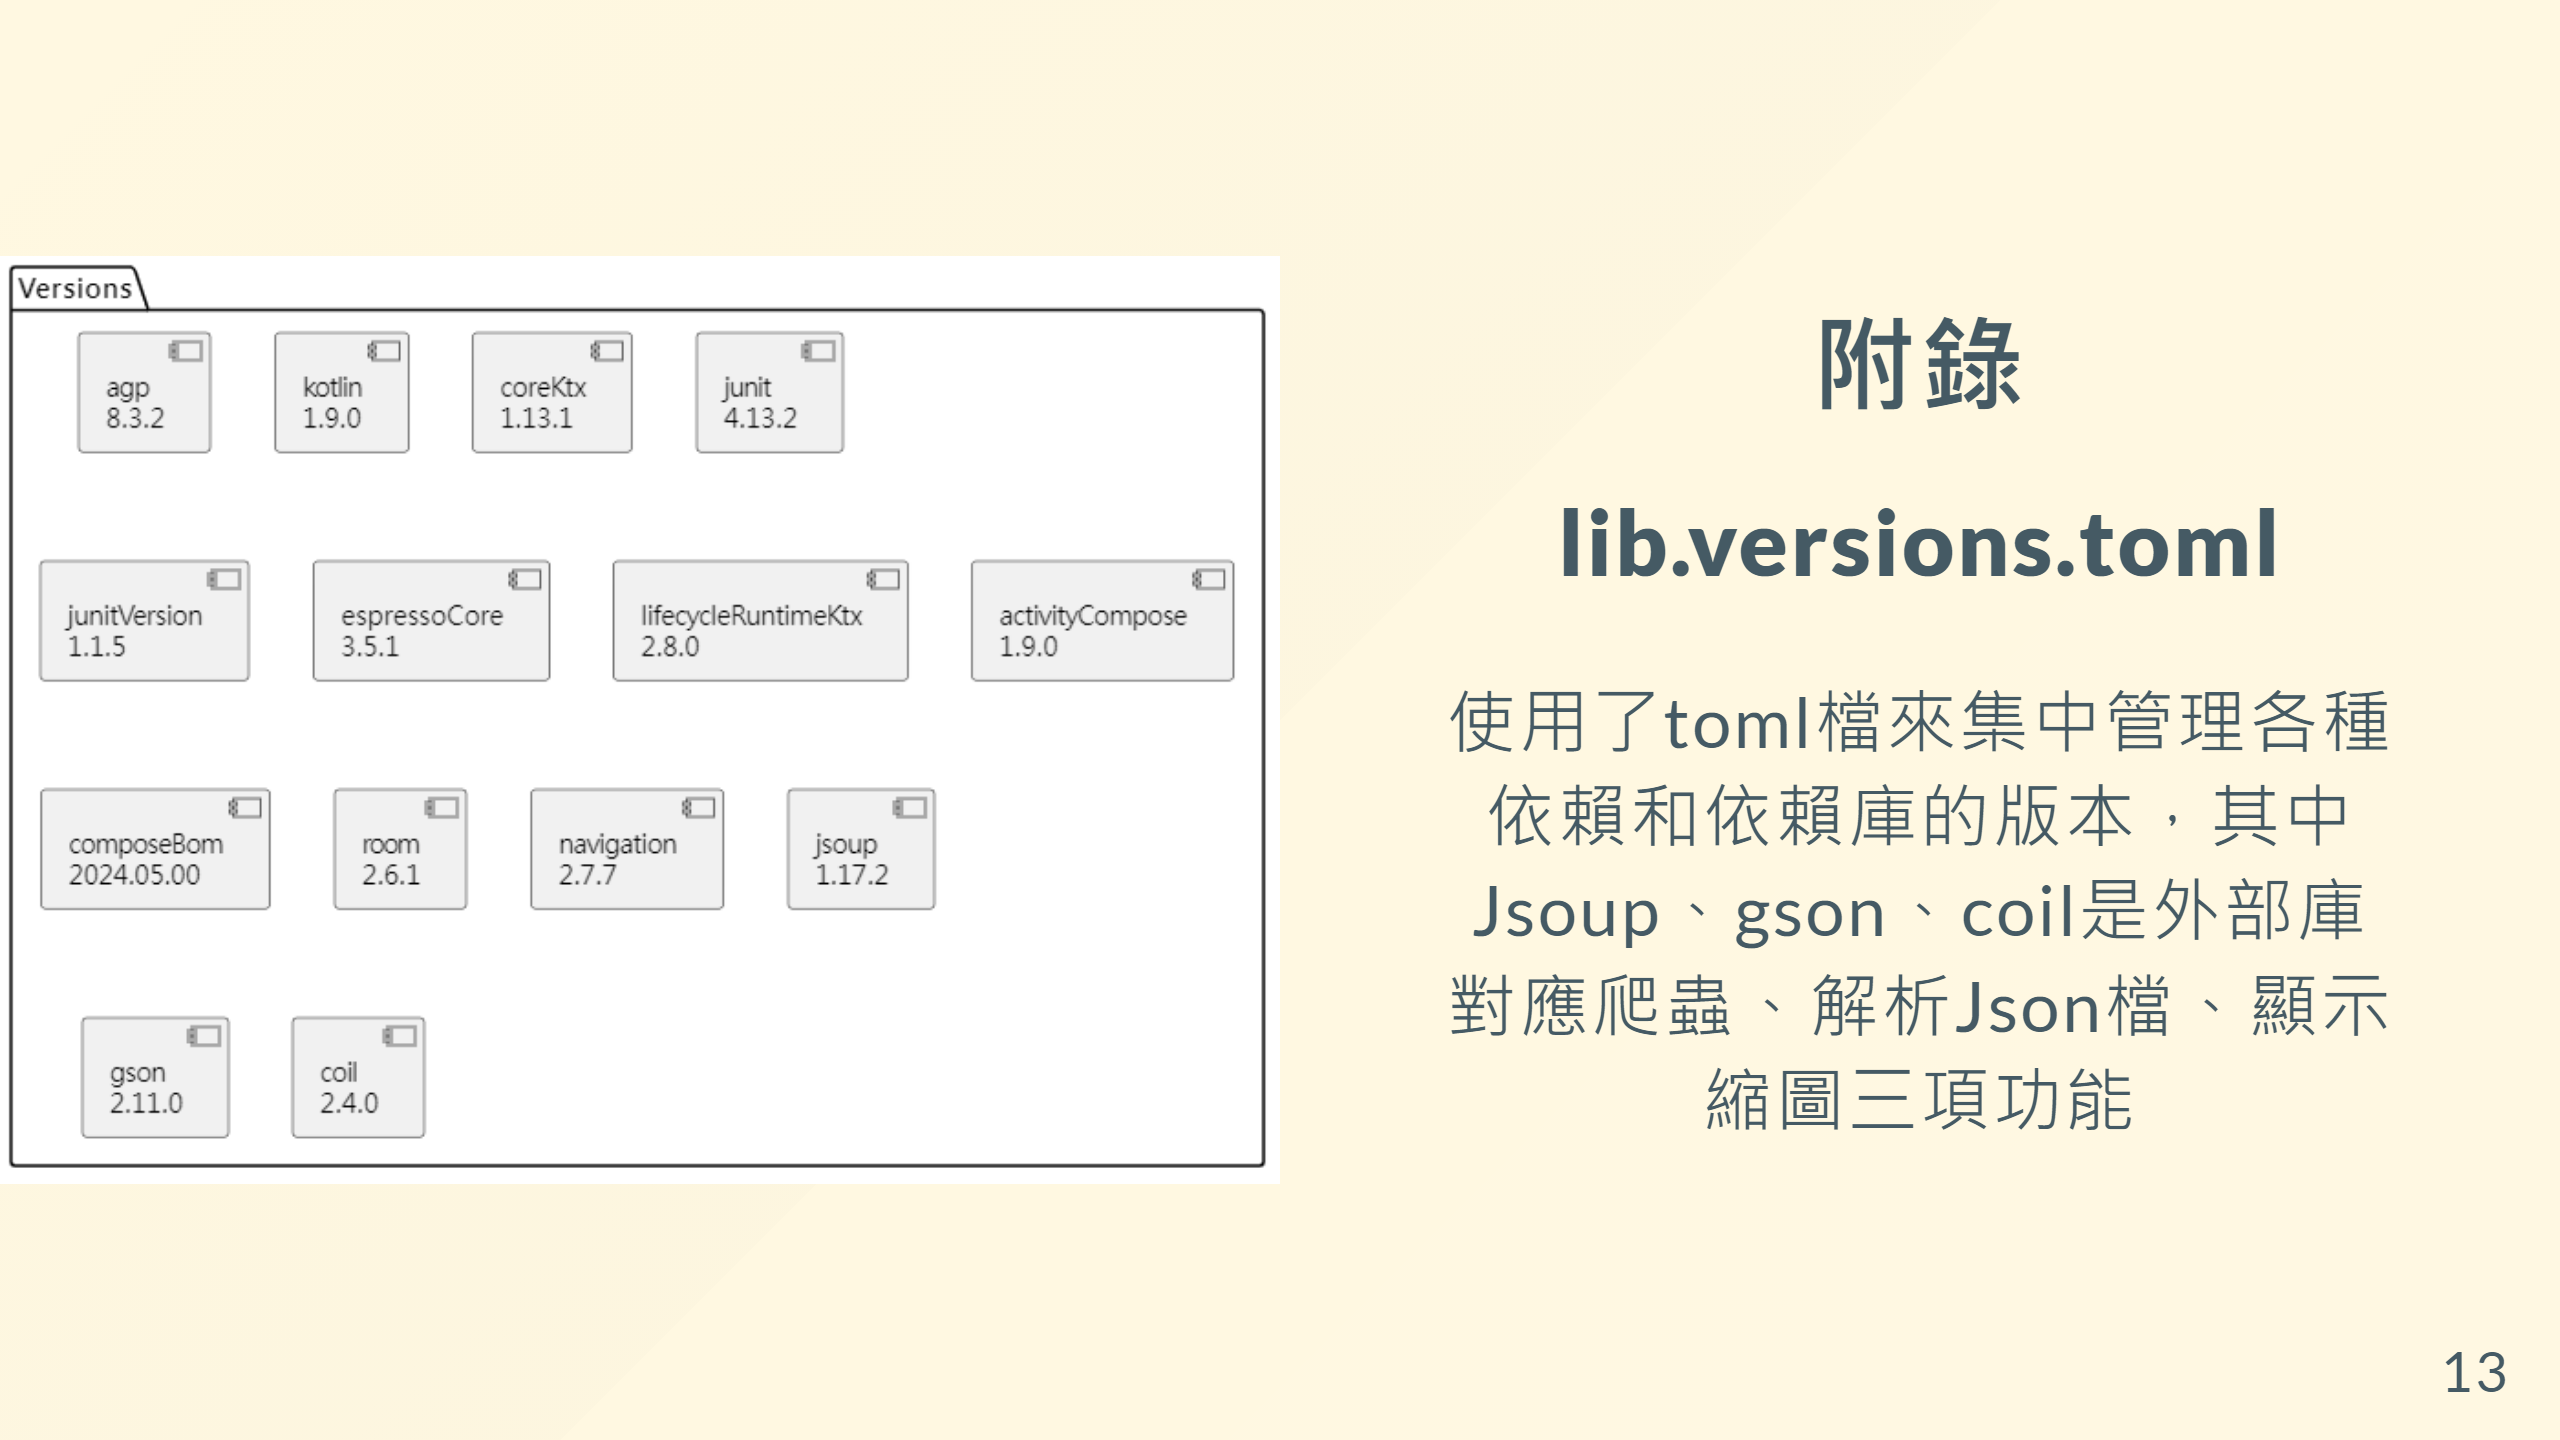 Versions
agp
8.3.2
kotlin
1.9.0
coreKtx
1.13.1
junit
4.13.2
junitVersion
1.1.5
espressoCore
3.5.1
lifecycleRuntimeKtx
2.8.0
activityCompose
1.9.0
composeBom
2024.05.00
room
2.6.1
navigation
2.7.7
jsoup
1.17.2
gson
2.11.0
coil
2.4.0
附錄
lib.versions.toml
使用了toml檔來集中管理各種
依賴和依賴庫的版本，其中
Jsoup、gson、coil是外部庫
對應爬蟲、解析Json檔、顯示
縮圖三項功能
13